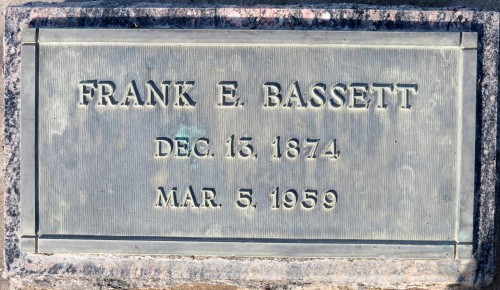 FRANK E. BASSETT
DEC. 13, 1874
MAR. 5, 1959